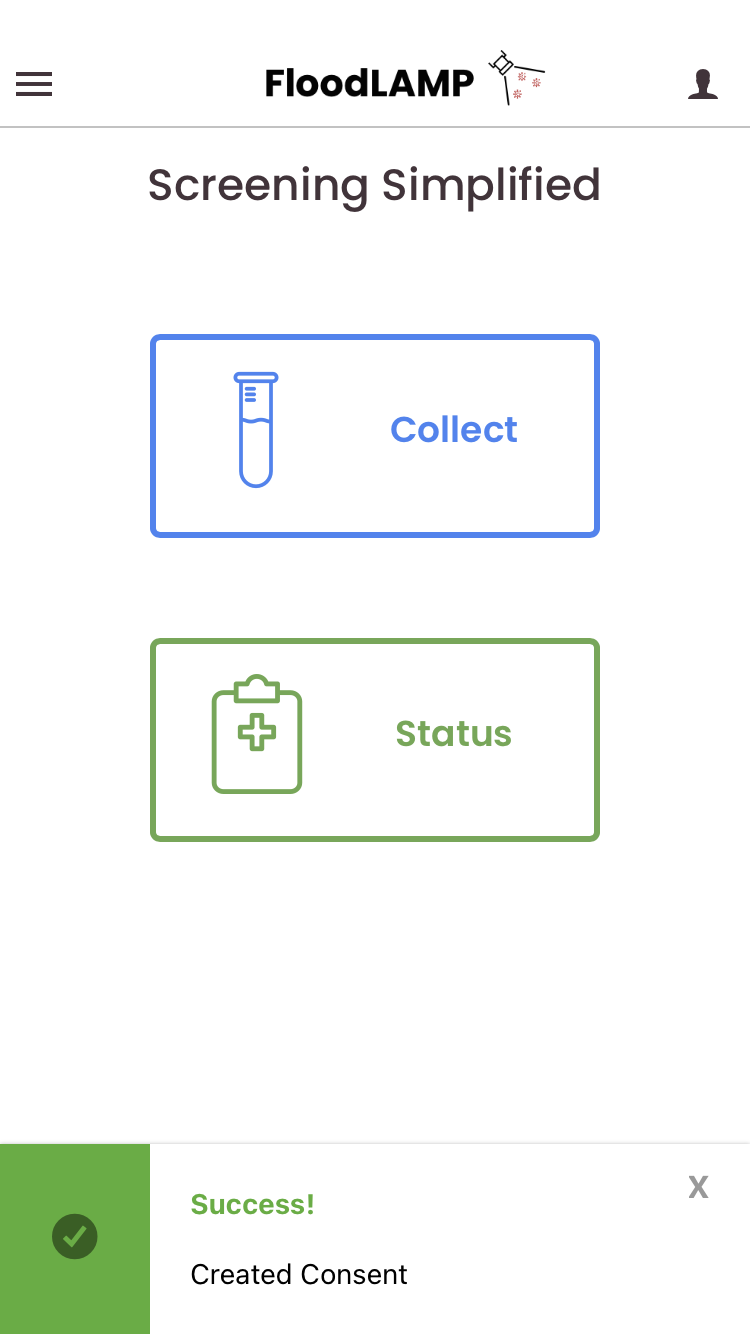 FloodLAMP
Screening Simplified
Collect
Status
Success!
X
Created Consent